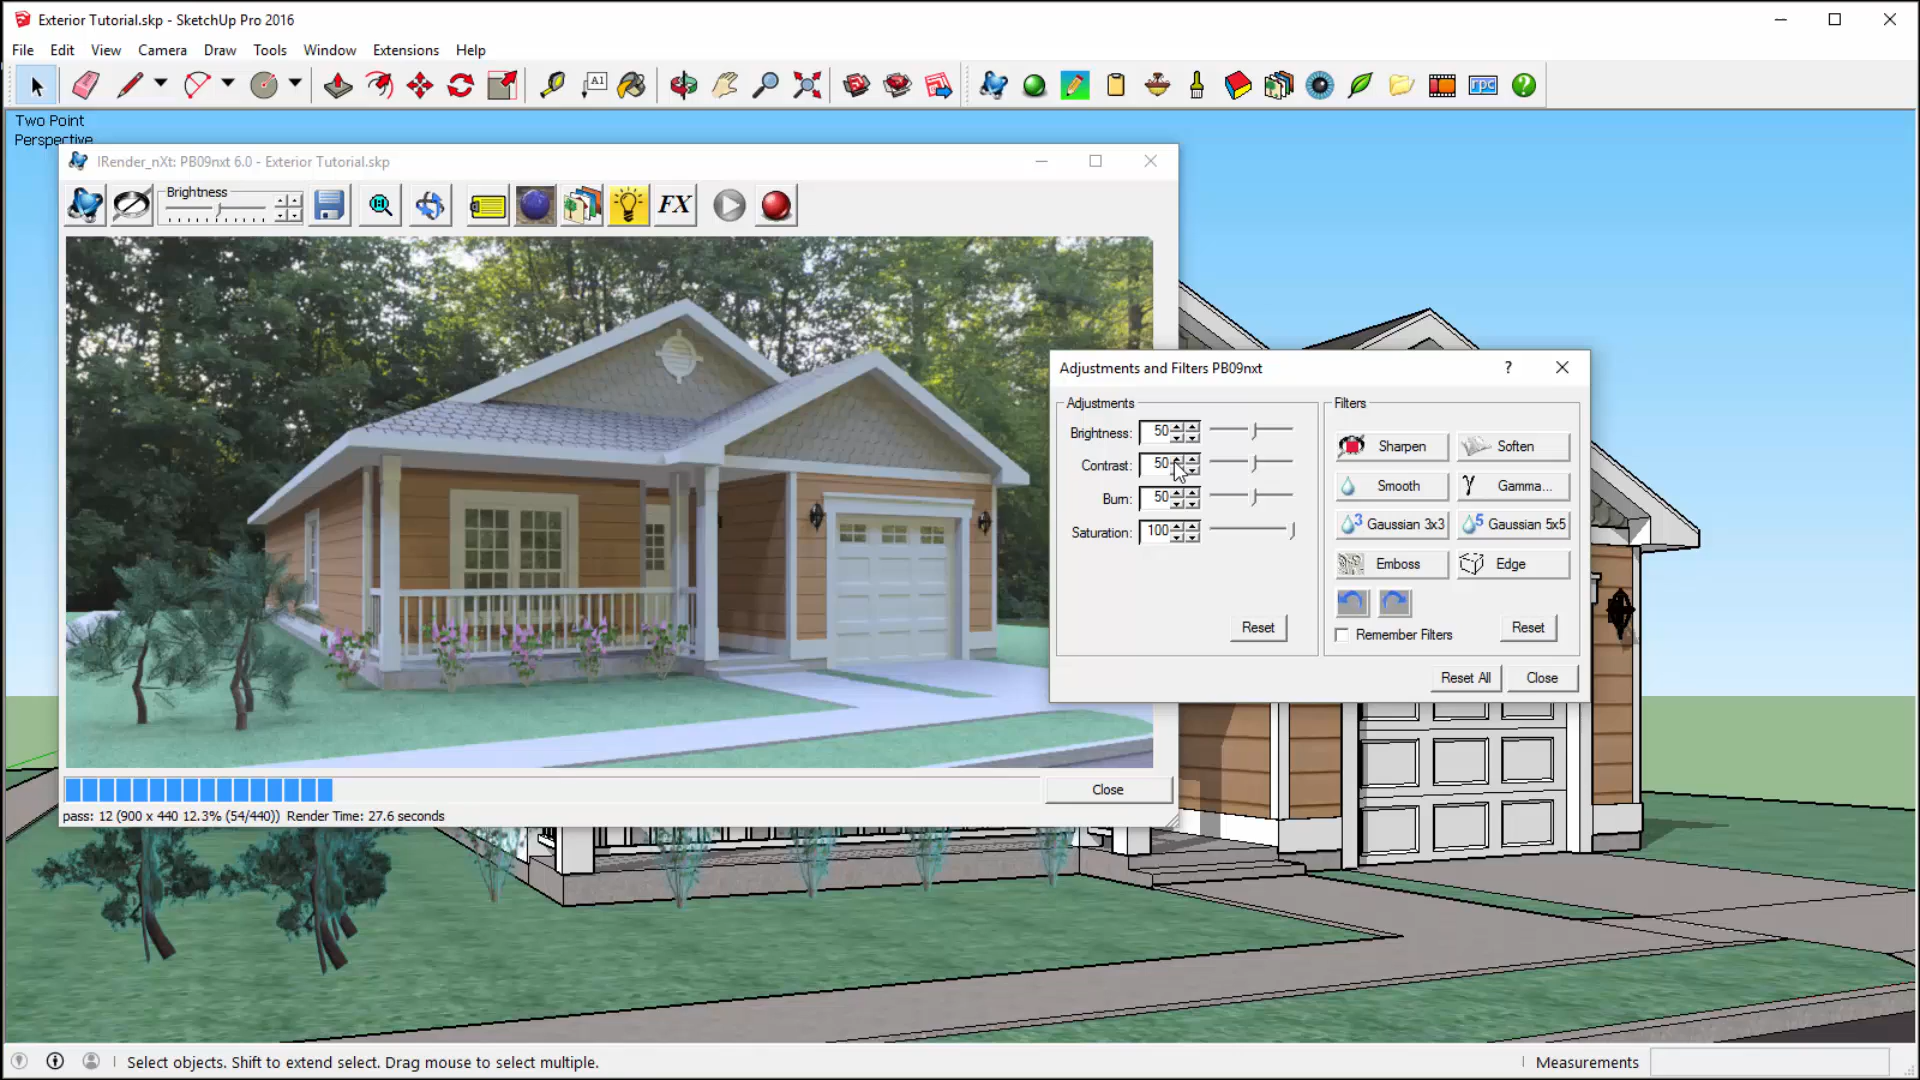 Exterior Tutorial.skp - SketchUp Pro 2016
File Edit View Camera Draw Tools Window Extensions Help
A1
rpc
?
Two Point
Perspective
IRender_nXt: PB09nxt 6.0 - Exterior Tutorial.skp
Brightness
FX
Adjustments and Filters PB09nxt
?
Adjustments
Filters
Brightness: 50
Sharpen
Soften
Contrast: 50
Smooth
γ Gamma...
Burn: 50
3 Gaussian 3x3
5 Gaussian 5x5
Saturation: 100
Emboss
Edge
Reset
Remember Filters
Reset
Reset All
Close
Close
pass: 12 (900 x 440 12.3% (54/440)) Render Time: 27.6 seconds
Select objects. Shift to extend select. Drag mouse to select multiple.
Measurements